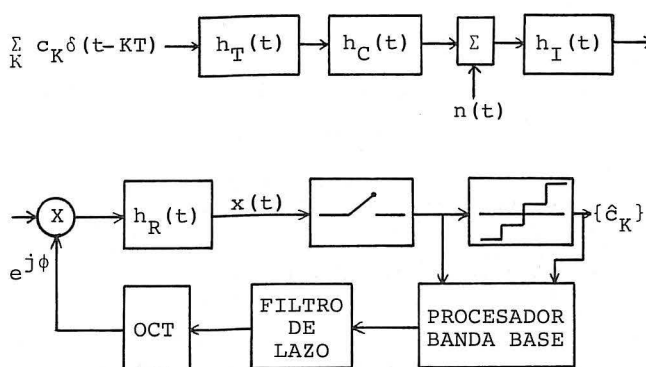 Σ c_K δ(t-KT)
K
h_T(t)
h_C(t)
Σ
h_I(t)
n(t)
X
h_R(t)
x(t)
{ĉ_K}
e^jϕ
OCT
FILTRO
DE
LAZO
PROCESADOR
BANDA BASE